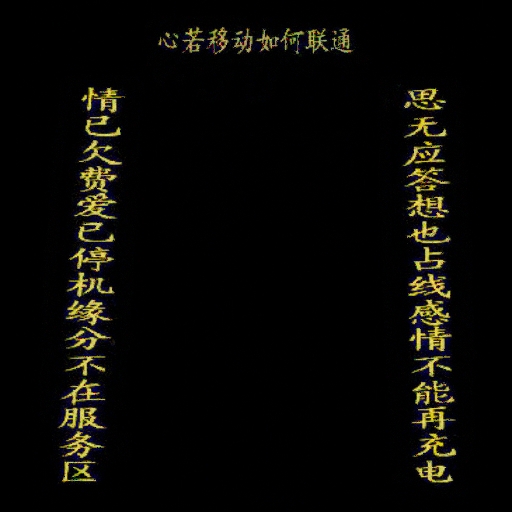 心若移动如何联通
思无应答想也占线感情不能再充电
情已欠费爱已停机缘分不在服务区